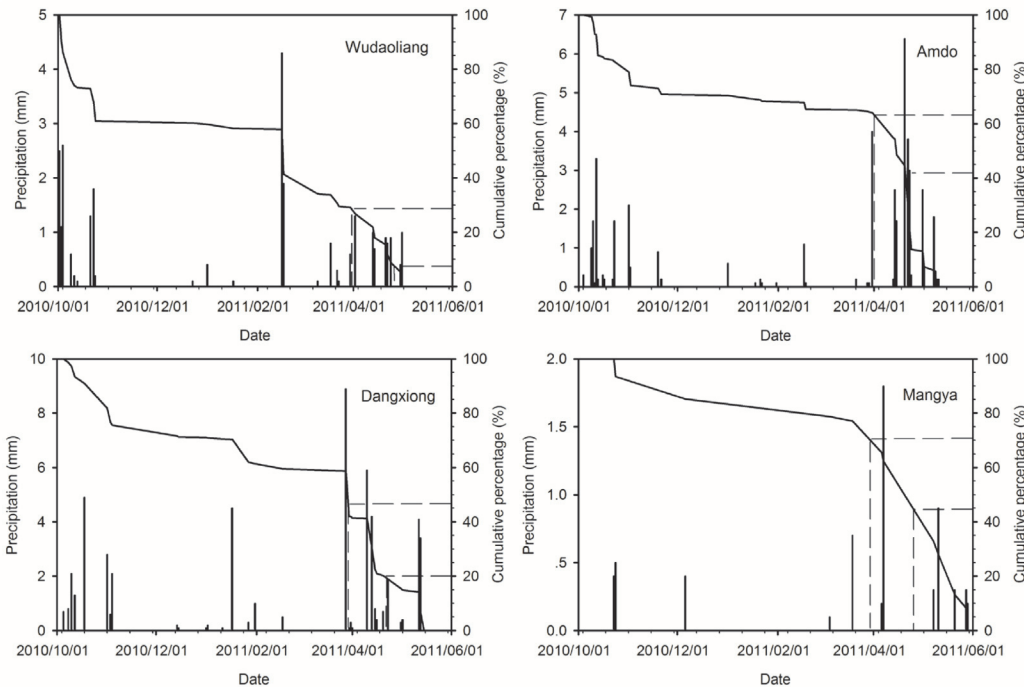 Wudaoliang
Precipitation (mm)
5
4
3
2
1
0
100
80
60
40
20
0
Cumulative percentage (%)
2010/10/01 2010/12/01 2011/02/01 2011/04/01 2011/06/01
Date
Amdo
Precipitation (mm)
7
6
5
4
3
2
1
0
100
80
60
40
20
0
Cumulative percentage (%)
2010/10/01 2010/12/01 2011/02/01 2011/04/01 2011/06/01
Date
Dangxiong
Precipitation (mm)
10
8
6
4
2
0
100
80
60
40
20
0
Cumulative percentage (%)
2010/10/01 2010/12/01 2011/02/01 2011/04/01 2011/06/01
Date
Mangya
Precipitation (mm)
2.0
1.5
1.0
.5
0.0
100
80
60
40
20
0
Cumulative percentage (%)
2010/10/01 2010/12/01 2011/02/01 2011/04/01 2011/06/01
Date